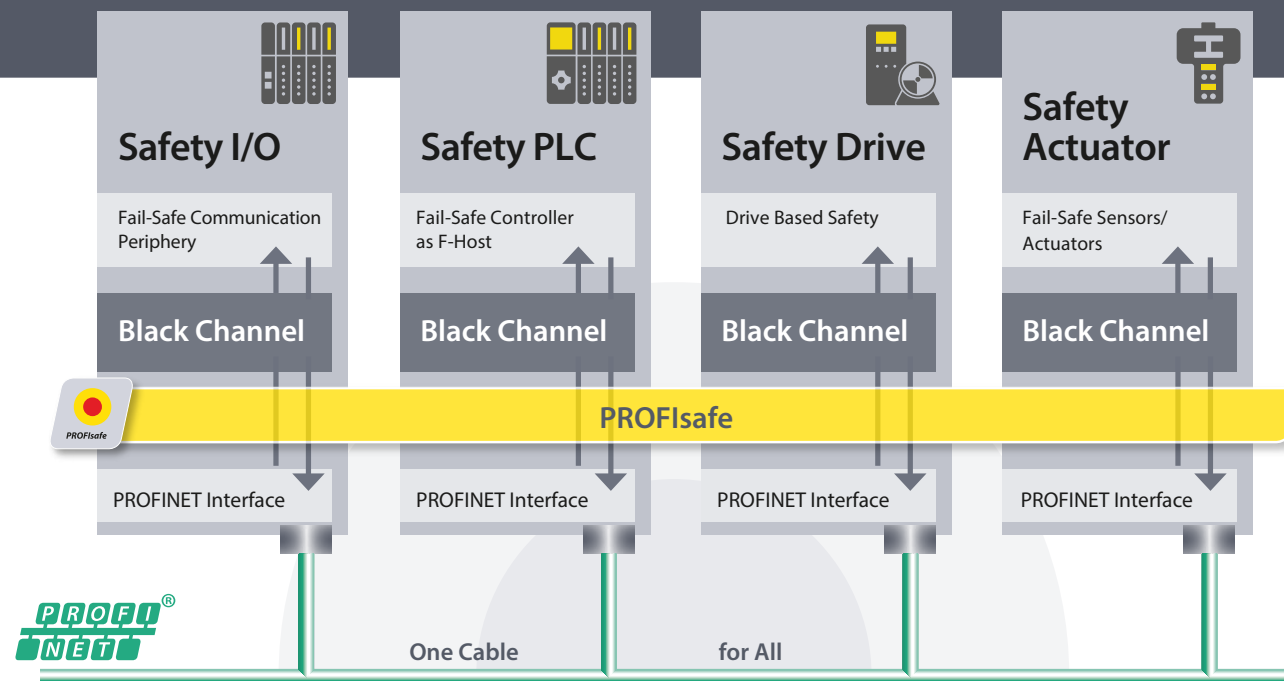 Safety I/O
Fail-Safe Communication
Periphery
Black Channel
PROFINET Interface
Safety PLC
Fail-Safe Controller
as F-Host
Black Channel
PROFINET Interface
Safety Drive
Drive Based Safety
Black Channel
PROFINET Interface
Safety
Actuator
Fail-Safe Sensors/
Actuators
Black Channel
PROFINET Interface
PROFIsafe
PROFIsafe
PROFI®
NET
One Cable for All